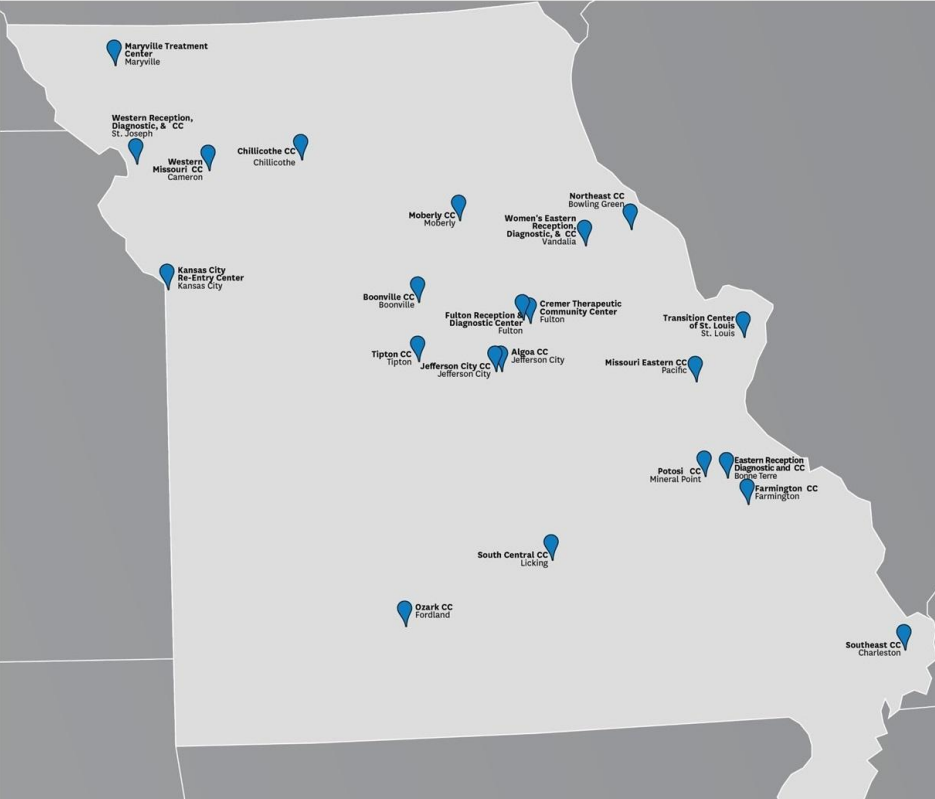 Maryville Treatment
Center
Maryville
Western Reception,
Diagnostic, & CC
St. Joseph
Western
Missouri CC
Cameron
Chillicothe CC
Chillicothe
Moberly CC
Moberly
Northeast CC
Bowling Green
Women's Eastern
Reception,
Diagnostic, & CC
Vandalia
Kansas City
Re-Entry Center
Kansas City
Boonville CC
Boonville
Fulton Reception &
Diagnostic Center
Fulton
Cremer Therapeutic
Community Center
Fulton
Transition Center
of St. Louis
St. Louis
Tipton CC
Tipton
Jefferson City CC
Jefferson City
Algoa CC
Jefferson City
Missouri Eastern CC
Pacific
Potosi CC
Mineral Point
Eastern Reception
Diagnostic and CC
Bonne Terre
Farmington CC
Farmington
South Central CC
Licking
Ozark CC
Fordland
Southeast CC
Charleston